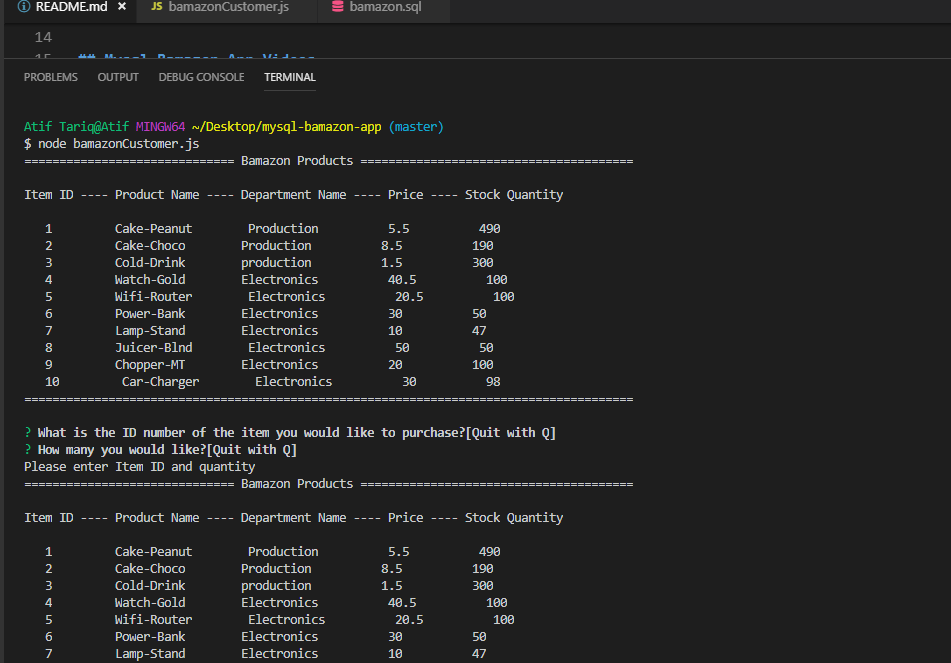 README.md × JS bamazonCustomer.js bamazon.sql
14
15 ## Mysql Bamazon App Videos
PROBLEMS OUTPUT DEBUG CONSOLE TERMINAL
Atif Tariq@Atif MINGW64 ~/Desktop/mysql-bamazon-app (master)
$ node bamazonCustomer.js
============================== Bamazon Products =======================================
Item ID ---- Product Name ---- Department Name ---- Price ---- Stock Quantity
1 Cake-Peanut Production 5.5 490
2 Cake-Choco Production 8.5 190
3 Cold-Drink production 1.5 300
4 Watch-Gold Electronics 40.5 100
5 Wifi-Router Electronics 20.5 100
6 Power-Bank Electronics 30 50
7 Lamp-Stand Electronics 10 47
8 Juicer-Blnd Electronics 50 50
9 Chopper-MT Electronics 20 100
10 Car-Charger Electronics 30 98
=======================================================================================
? What is the ID number of the item you would like to purchase?[Quit with Q]
? How many you would like?[Quit with Q]
Please enter Item ID and quantity
============================== Bamazon Products =======================================
Item ID ---- Product Name ---- Department Name ---- Price ---- Stock Quantity
1 Cake-Peanut Production 5.5 490
2 Cake-Choco Production 8.5 190
3 Cold-Drink production 1.5 300
4 Watch-Gold Electronics 40.5 100
5 Wifi-Router Electronics 20.5 100
6 Power-Bank Electronics 30 50
7 Lamp-Stand Electronics 10 47